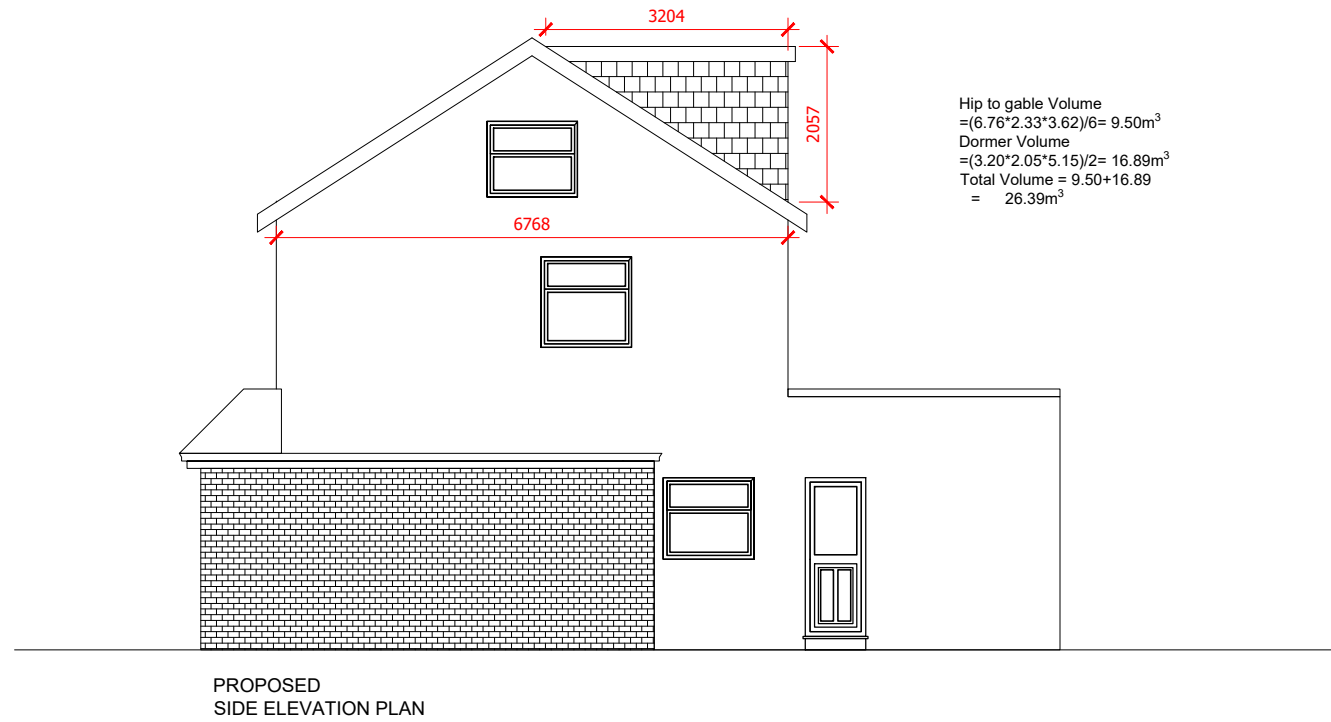 3204
2057
Hip to gable Volume
=(6.76*2.33*3.62)/6= 9.50m³
Dormer Volume
=(3.20*2.05*5.15)/2= 16.89m³
Total Volume = 9.50+16.89
= 26.39m³
6768
PROPOSED
SIDE ELEVATION PLAN